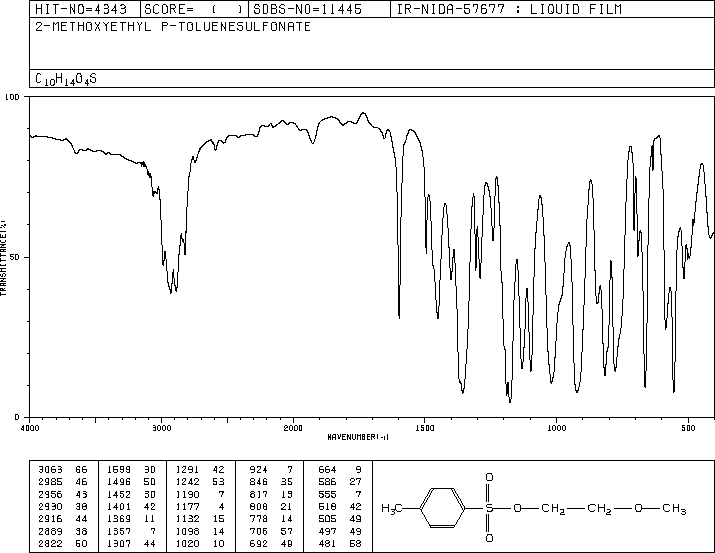 HIT-NO=4343 SCORE= ( ) SDBS-NO=11445 IR-NIDA-57677 : LIQUID FILM
2-METHOXYETHYL P-TOLUENESULFONATE
C10H14O4S
100
50
0
TRANSMITTANCE(%)
4000 3000 2000 1500 1000 500
WAVENUMBER(-1)
3063 66 1599 30 1291 42 924 7 664 9
2985 46 1496 50 1242 53 846 35 586 27
2956 43 1452 30 1190 7 817 13 555 7
2930 38 1401 42 1177 4 808 21 518 42
2916 44 1369 11 1132 15 778 14 505 49
2889 38 1357 7 1098 14 706 57 497 49
2822 50 1307 44 1020 10 692 49 481 58
O
H3C S O CH2 CH2 O CH3
O